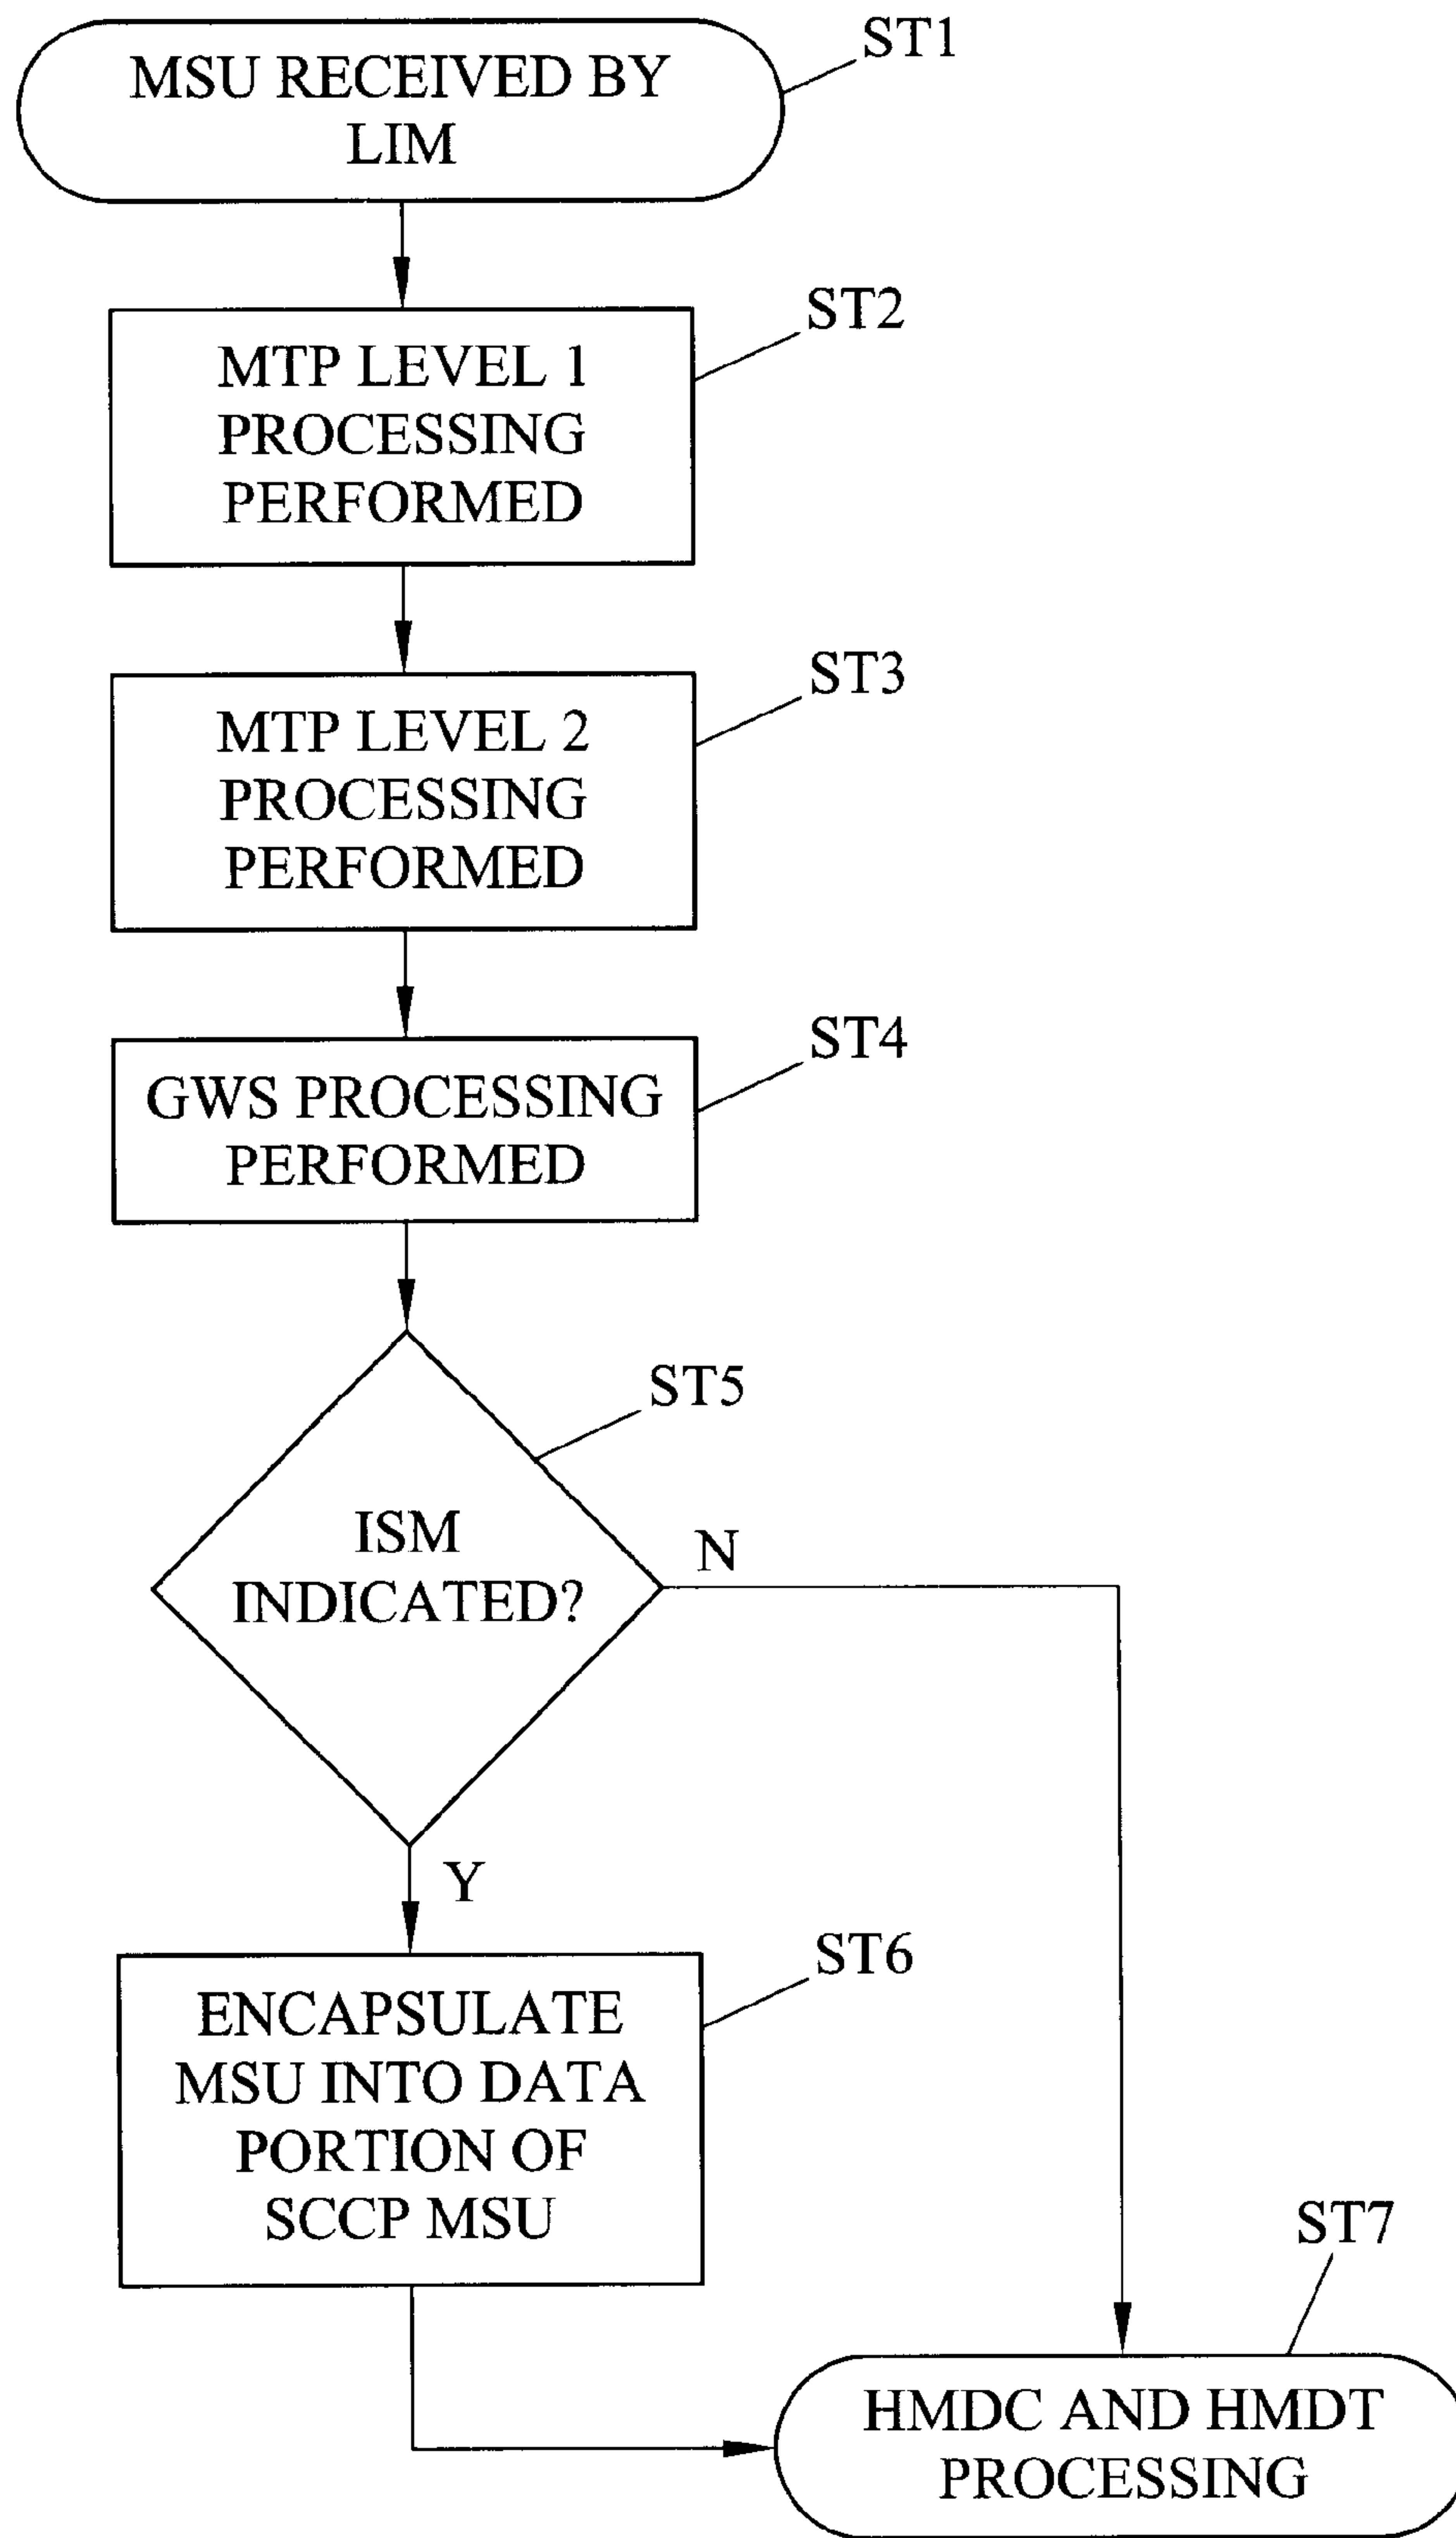 MSU RECEIVED BY
LIM
ST1
MTP LEVEL 1
PROCESSING
PERFORMED
ST2
MTP LEVEL 2
PROCESSING
PERFORMED
ST3
GWS PROCESSING
PERFORMED
ST4
ISM
INDICATED?
ST5
N
Y
ENCAPSULATE
MSU INTO DATA
PORTION OF
SCCP MSU
ST6
ST7
HMDC AND HMDT
PROCESSING